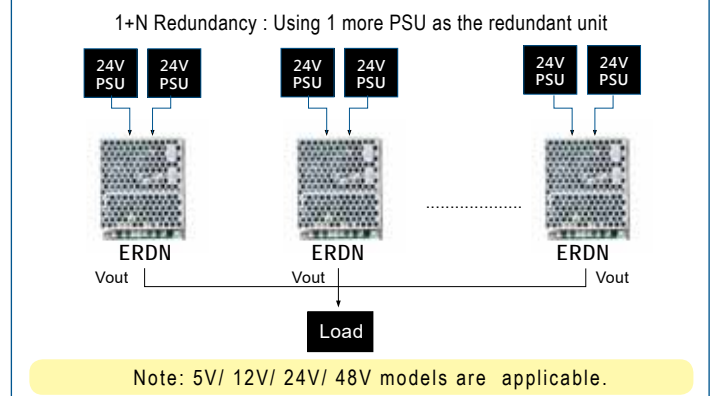 1+N Redundancy : Using 1 more PSU as the redundant unit
24V PSU
24V PSU
24V PSU
24V PSU
24V PSU
24V PSU
.....................
ERDN
ERDN
ERDN
Vout
Vout
Vout
Load
Note: 5V/ 12V/ 24V/ 48V models are applicable.